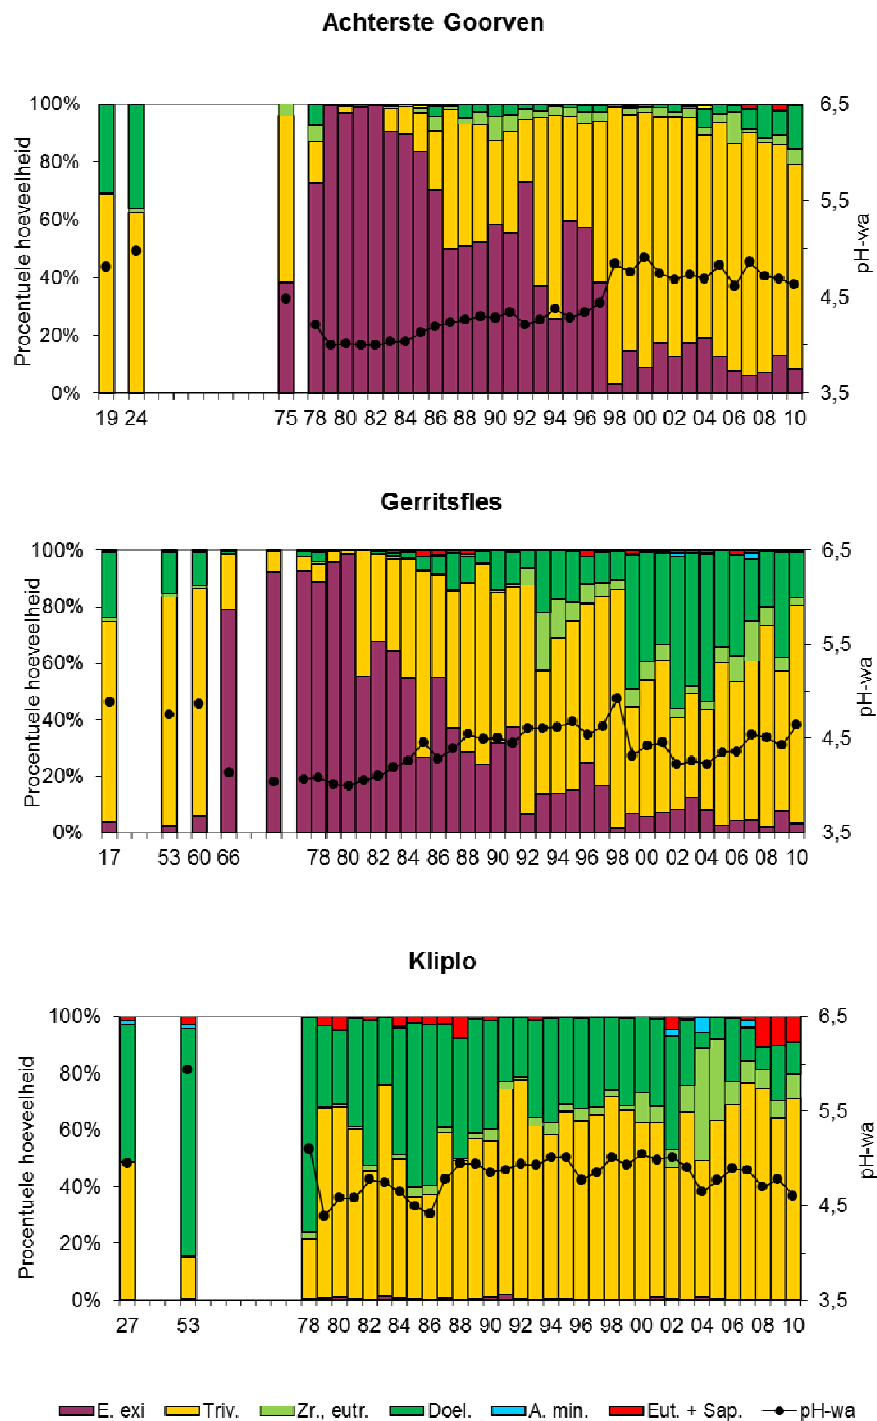 Achterste Goorven
100% 6,5
80% 5,5
60%
40% 4,5
20%
0% 3,5
Procentuele hoeveelheid
pH-wa
19 24 75 78 80 82 84 86 88 90 92 94 96 98 00 02 04 06 08 10
Gerritsfles
100% 6,5
80% 5,5
60%
40% 4,5
20%
0% 3,5
Procentuele hoeveelheid
pH-wa
17 53 60 66 78 80 82 84 86 88 90 92 94 96 98 00 02 04 06 08 10
Kliplo
100% 6,5
80% 5,5
60%
40% 4,5
20%
0% 3,5
Procentuele hoeveelheid
pH-wa
27 53 78 80 82 84 86 88 90 92 94 96 98 00 02 04 06 08 10
E. exi Triv. Zr., eutr. Doel. A. min. Eut. + Sap. pH-wa